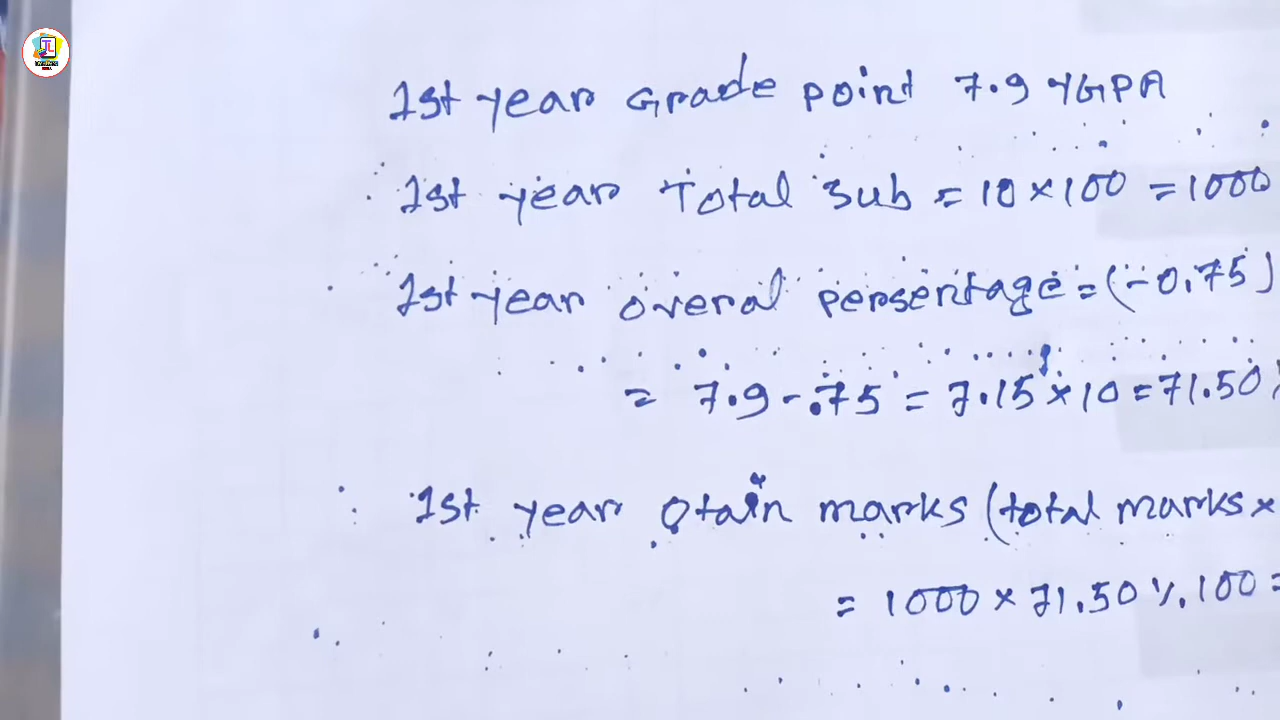 1st year Grade point 7.9 YGPA
1st year Total Sub = 10 × 100 = 1000
1st year overal persentage = (-0.75)
= 7.9 - .75 = 7.15 × 10 = 71.50%
1st year Otain marks (total marks ×
= 1000 × 71.50 %. 100 =